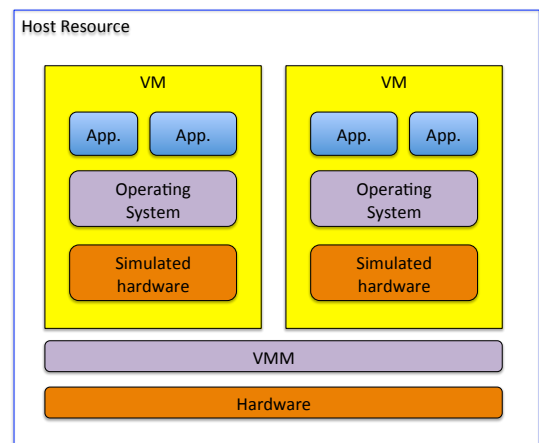 Host Resource
VM
VM
App.
App.
App.
App.
Operating
System
Operating
System
Simulated
hardware
Simulated
hardware
VMM
Hardware